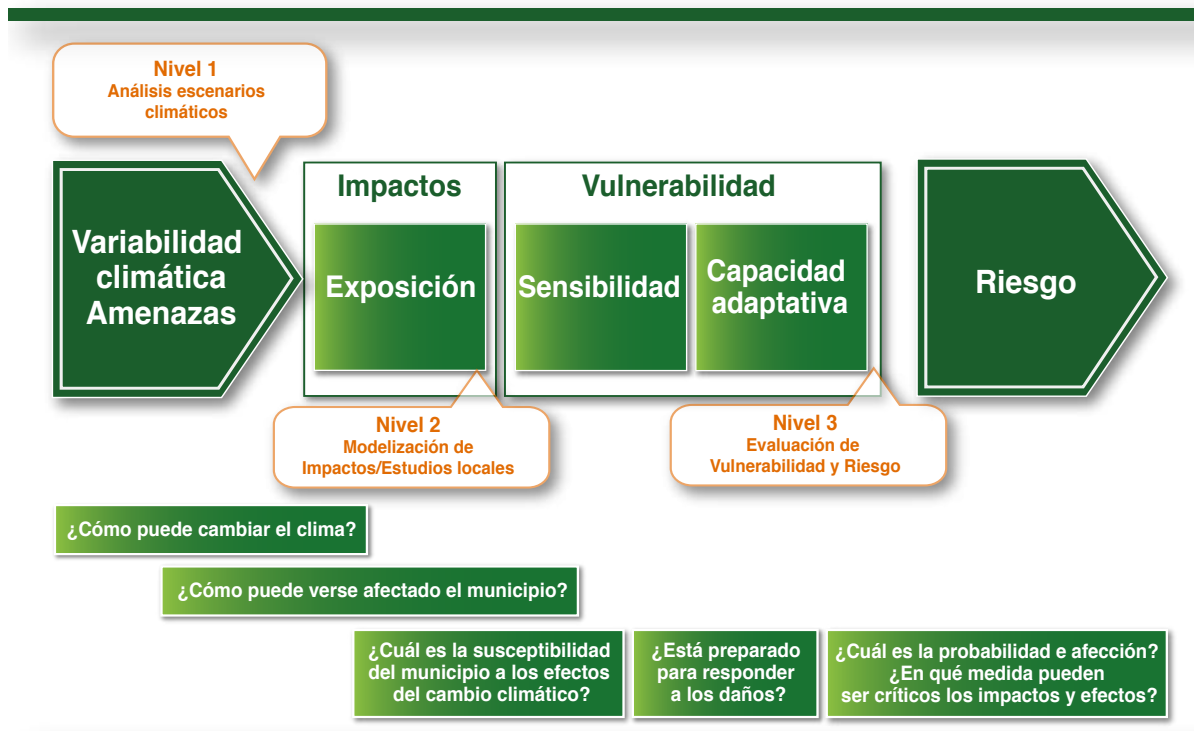 Nivel 1
Análisis escenarios
climáticos
Variabilidad
climática
Amenazas
Impactos
Exposición
Vulnerabilidad
Sensibilidad
Capacidad
adaptativa
Riesgo
Nivel 2
Modelización de
Impactos/Estudios locales
Nivel 3
Evaluación de
Vulnerabilidad y Riesgo
¿Cómo puede cambiar el clima?
¿Cómo puede verse afectado el municipio?
¿Cuál es la susceptibilidad
del municipio a los efectos
del cambio climático?
¿Está preparado
para responder
a los daños?
¿Cuál es la probabilidad e afección?
¿En qué medida pueden
ser críticos los impactos y efectos?